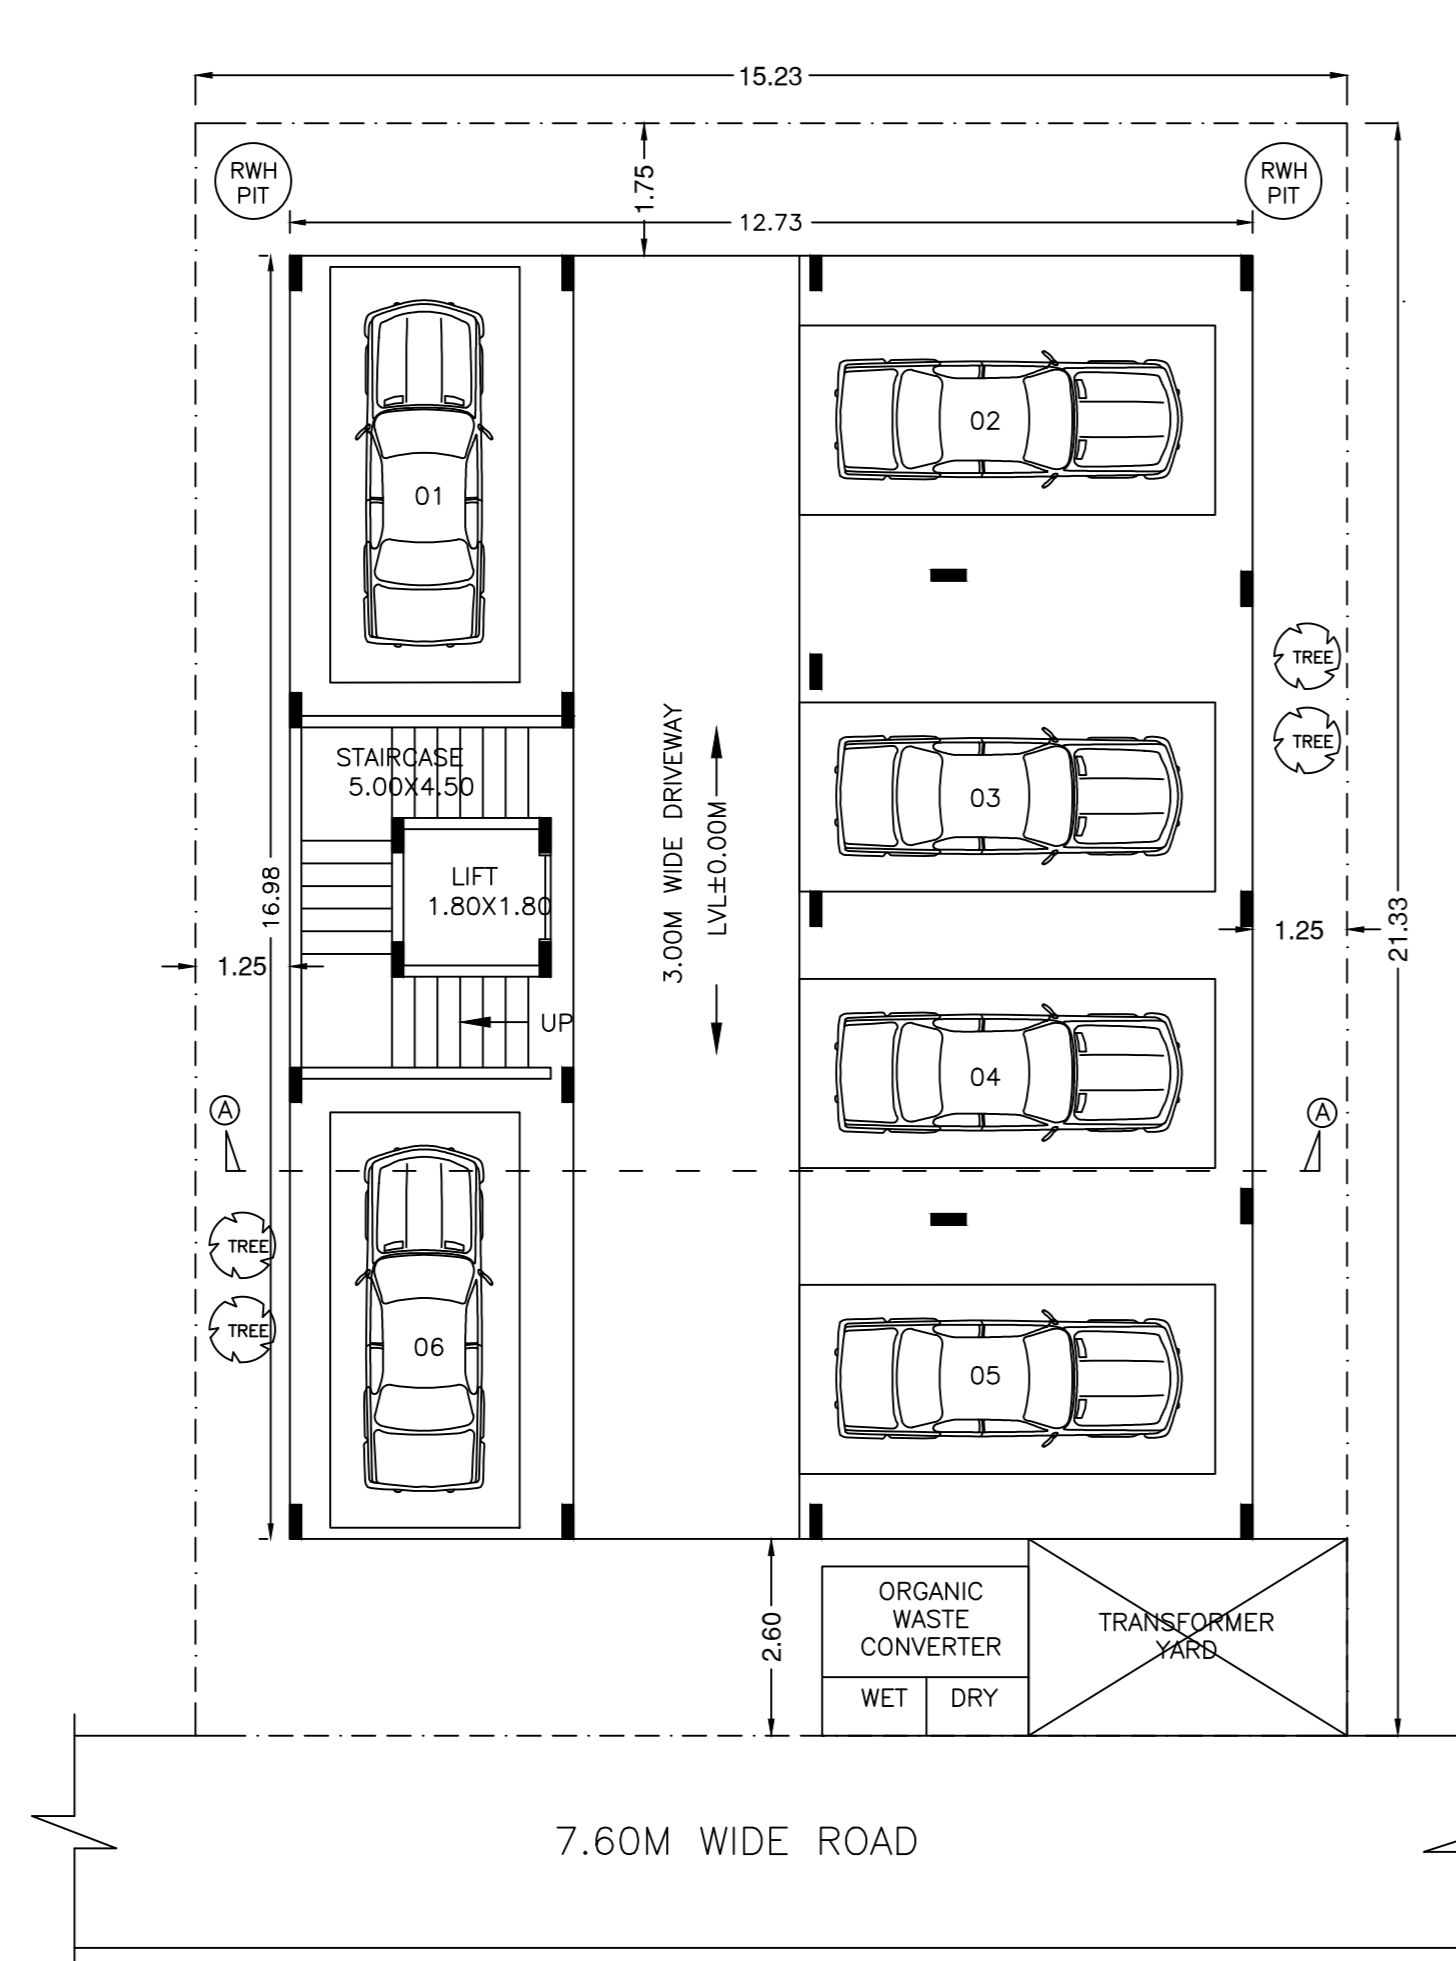 15.23
RWH
PIT
1.75
RWH
PIT
12.73
01
02
STAIRCASE
5.00X4.50
3.00M WIDE DRIVEWAY
LVL±0.00M
03
TREE
TREE
LIFT
1.80X1.80
16.98
1.25
1.25
21.33
UP
04
A
A
TREE
TREE
06
05
2.60
ORGANIC
WASTE
CONVERTER
WET
DRY
TRANSFORMER
YARD
7.60M WIDE ROAD